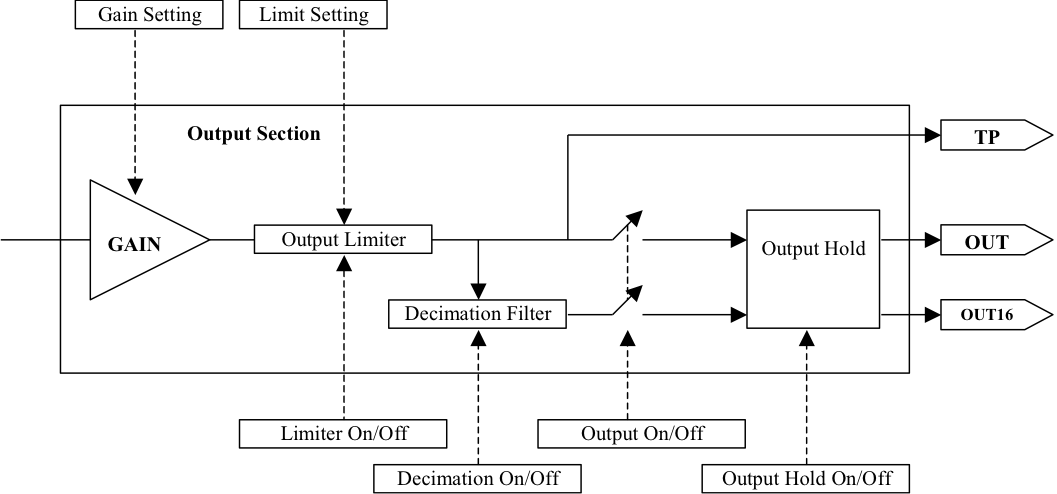 Gain Setting
Limit Setting
Output Section
TP
GAIN
Output Limiter
Output Hold
OUT
Decimation Filter
OUT16
Limiter On/Off
Output On/Off
Decimation On/Off
Output Hold On/Off